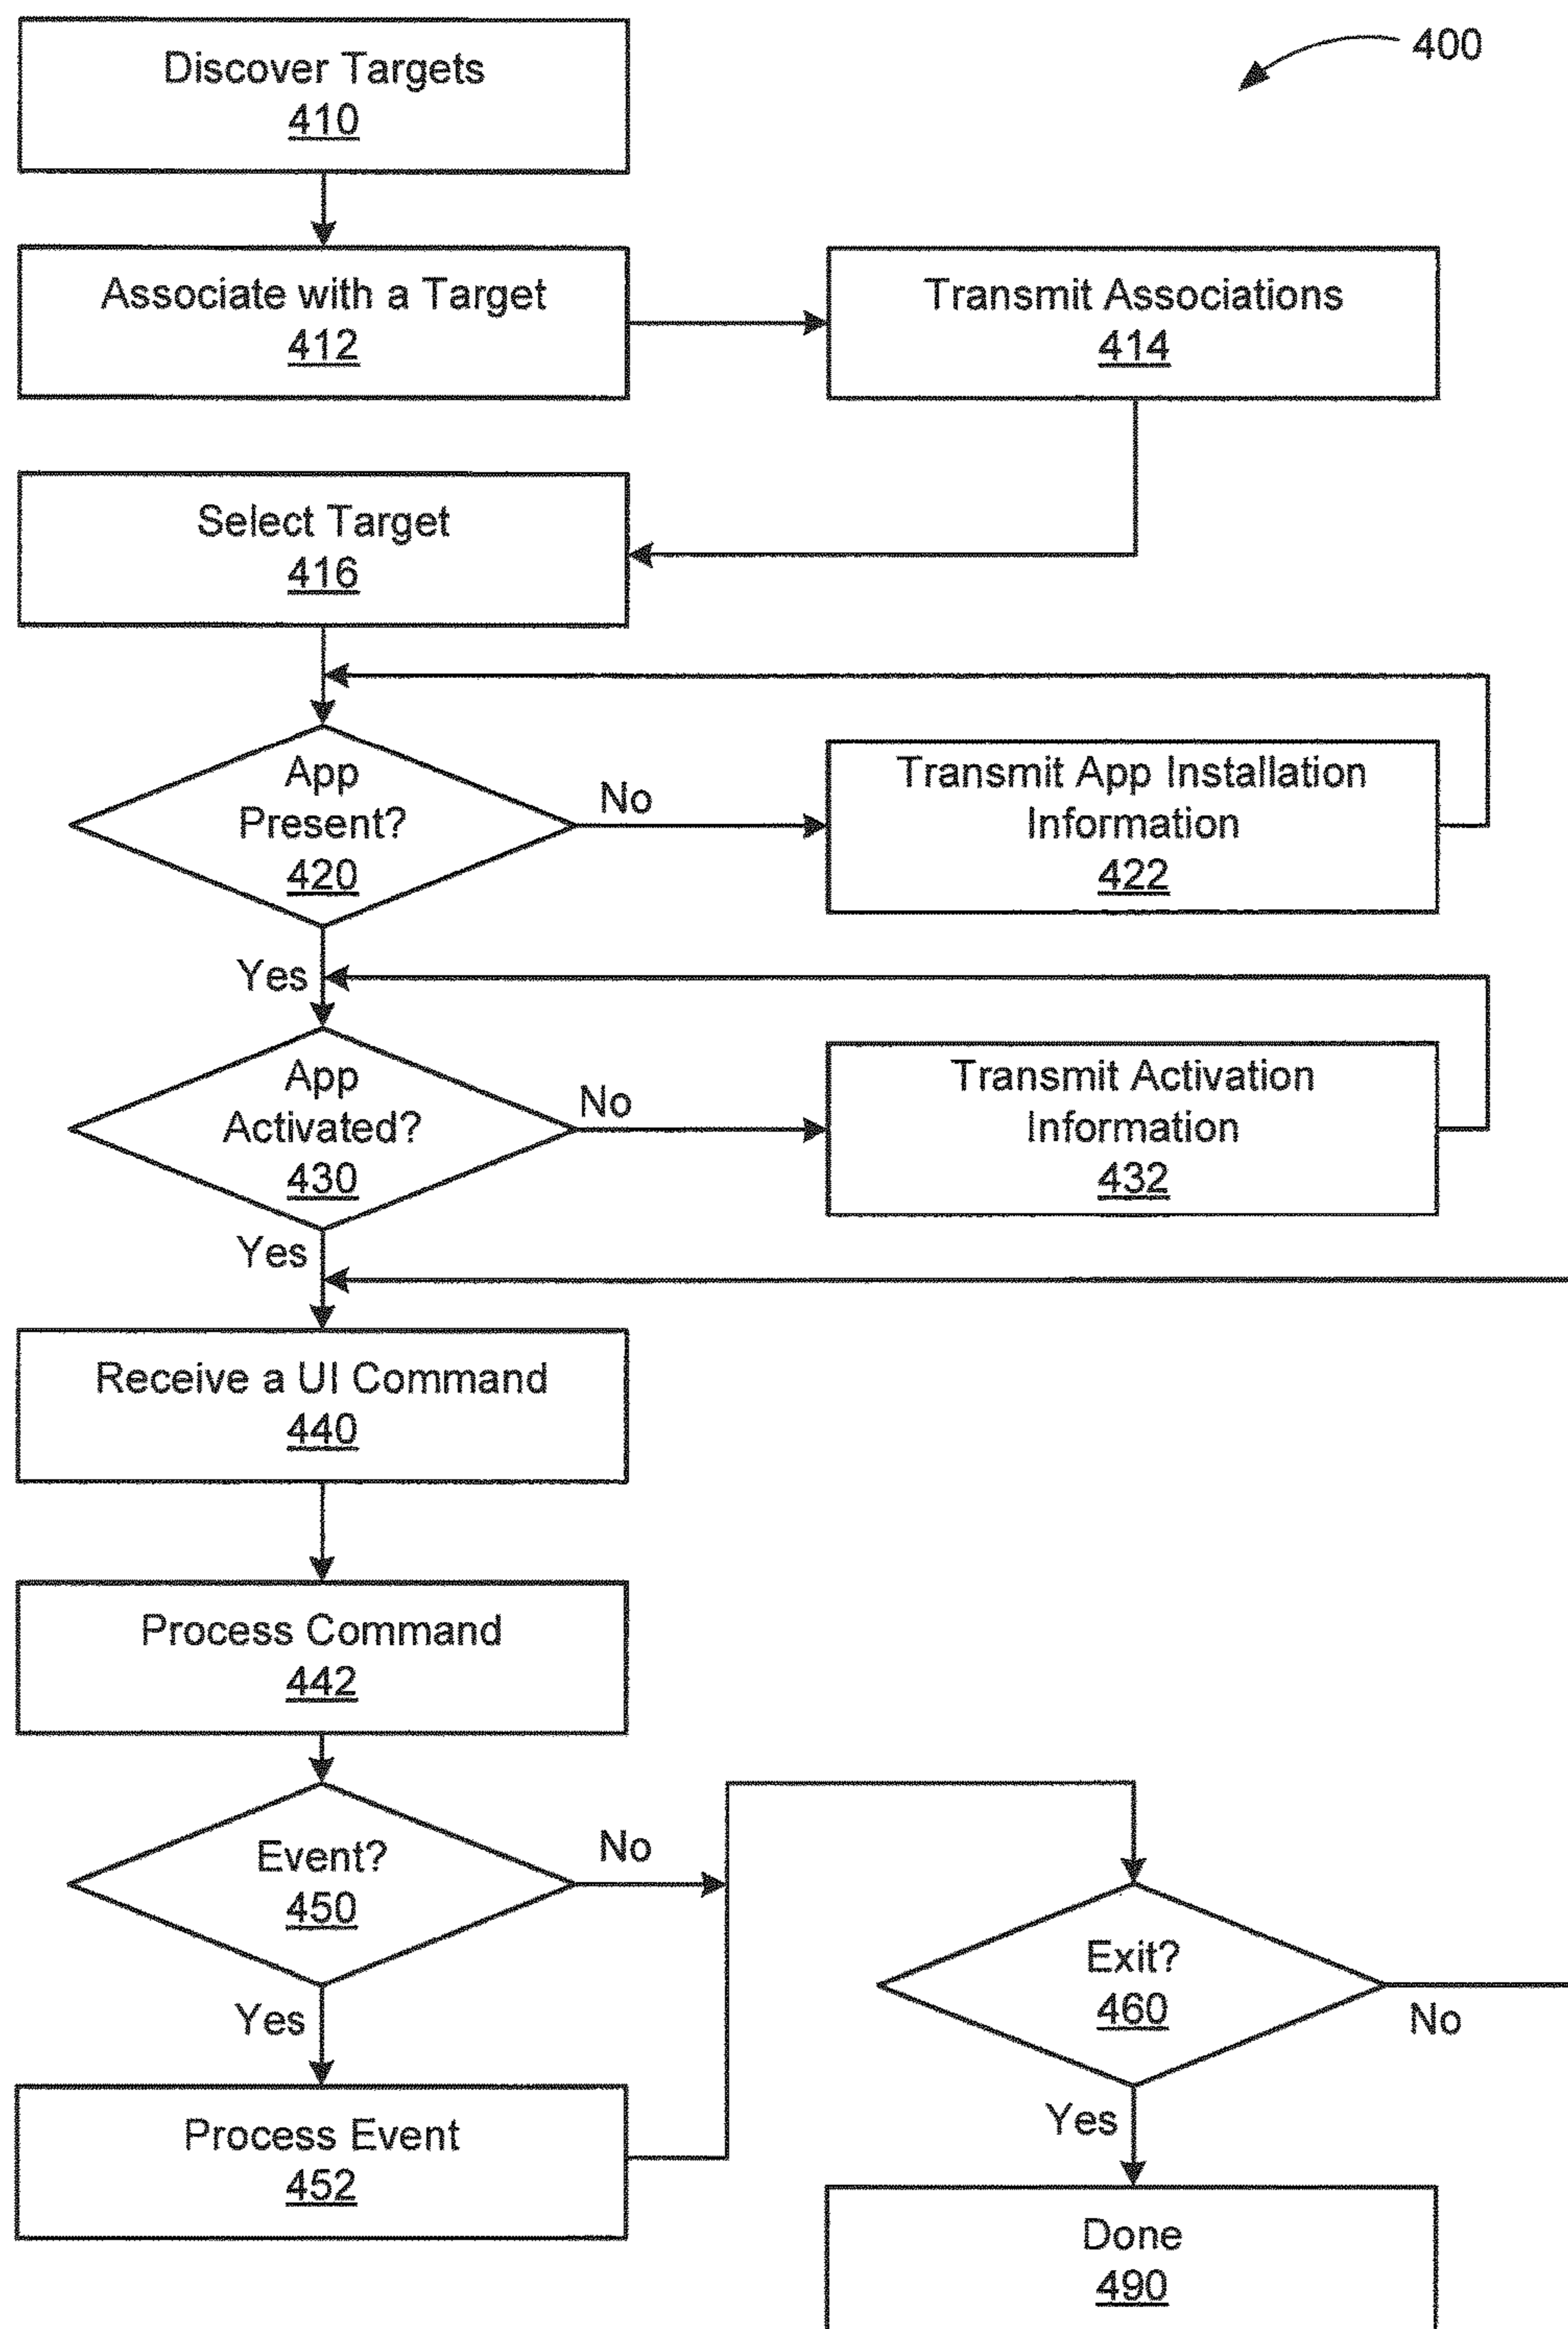 400
Discover Targets
410
Associate with a Target
412
Transmit Associations
414
Select Target
416
App
Present?
420
No
Transmit App Installation
Information
422
Yes
App
Activated?
430
No
Transmit Activation
Information
432
Yes
Receive a UI Command
440
Process Command
442
Event?
450
No
Yes
Process Event
452
Exit?
460
No
Yes
Done
490